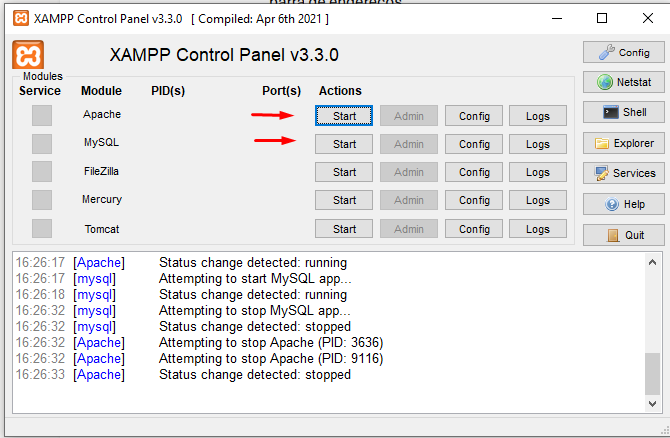 barra de endereços
XAMPP Control Panel v3.3.0 [ Compiled: Apr 6th 2021 ]
XAMPP Control Panel v3.3.0
Config
Modules
Service Module PID(s) Port(s) Actions
Netstat
Apache Start Admin Config Logs
Shell
MySQL Start Admin Config Logs
Explorer
FileZilla Start Admin Config Logs
Services
Mercury Start Admin Config Logs
Help
Tomcat Start Admin Config Logs
Quit
16:26:17 [Apache] Status change detected: running
16:26:17 [mysql] Attempting to start MySQL app...
16:26:18 [mysql] Status change detected: running
16:26:32 [mysql] Attempting to stop MySQL app...
16:26:32 [mysql] Status change detected: stopped
16:26:32 [Apache] Attempting to stop Apache (PID: 3636)
16:26:32 [Apache] Attempting to stop Apache (PID: 9116)
16:26:33 [Apache] Status change detected: stopped